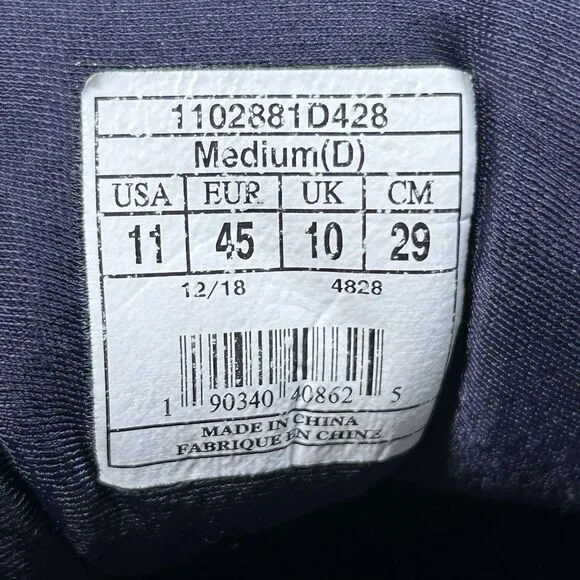 1102881D428
Medium(D)
USA EUR UK CM
11 45 10 29
12/18 4828
1 90340 40862 5
MADE IN CHINA
FABRIQUE EN CHINE